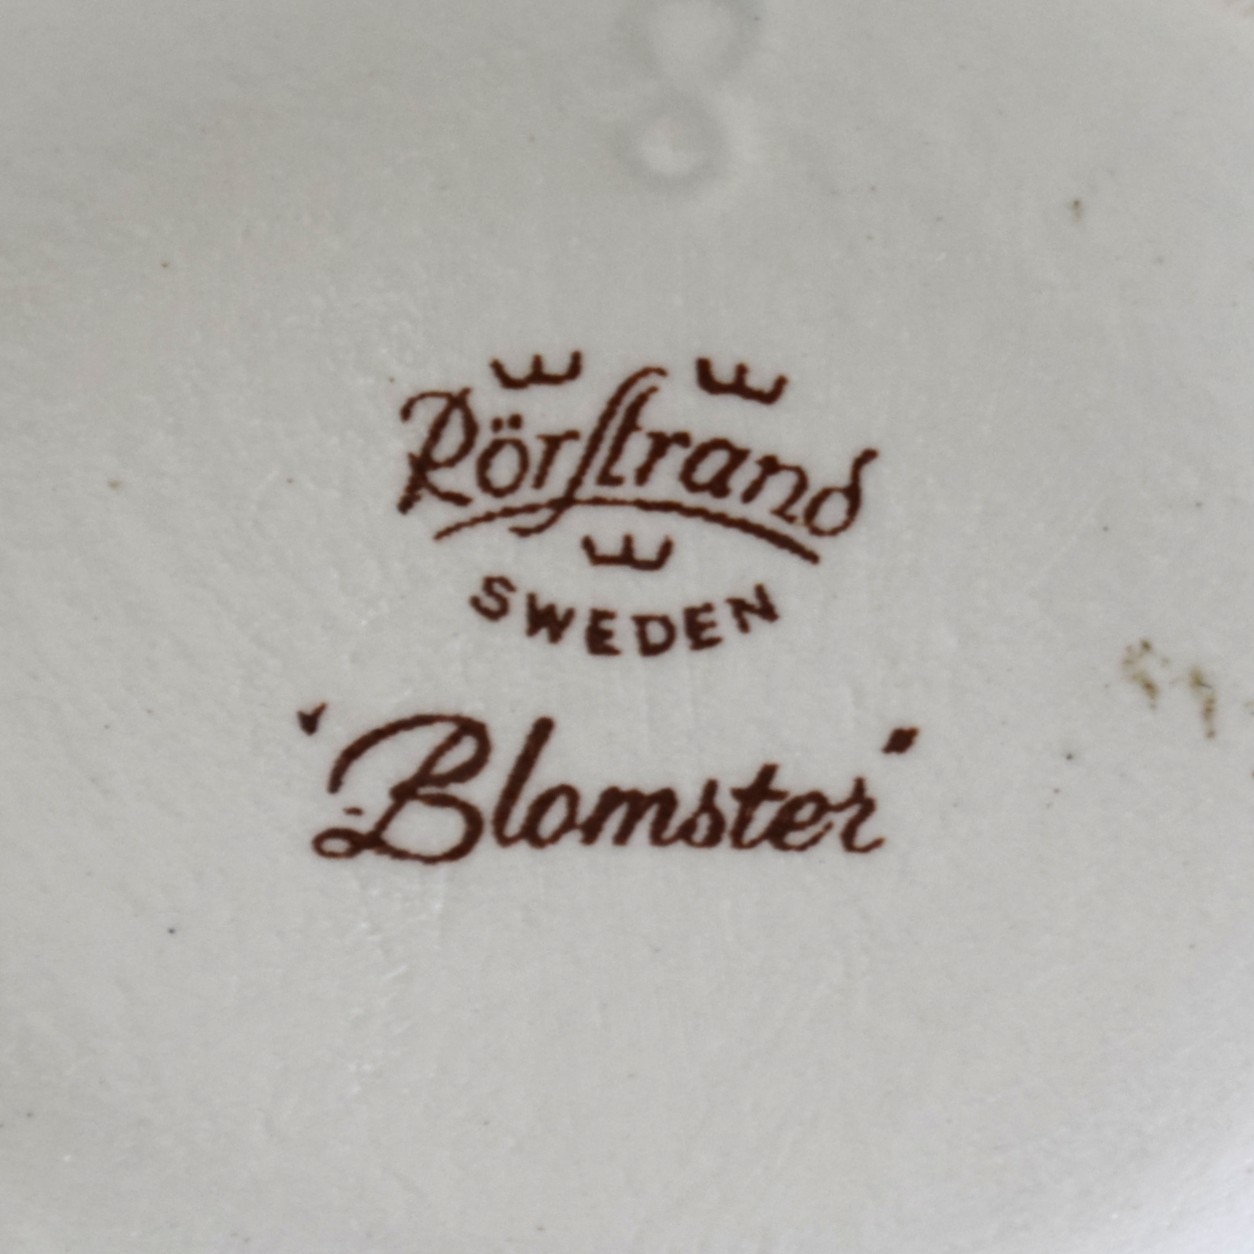 Rörstrand
SWEDEN
"Blomster"